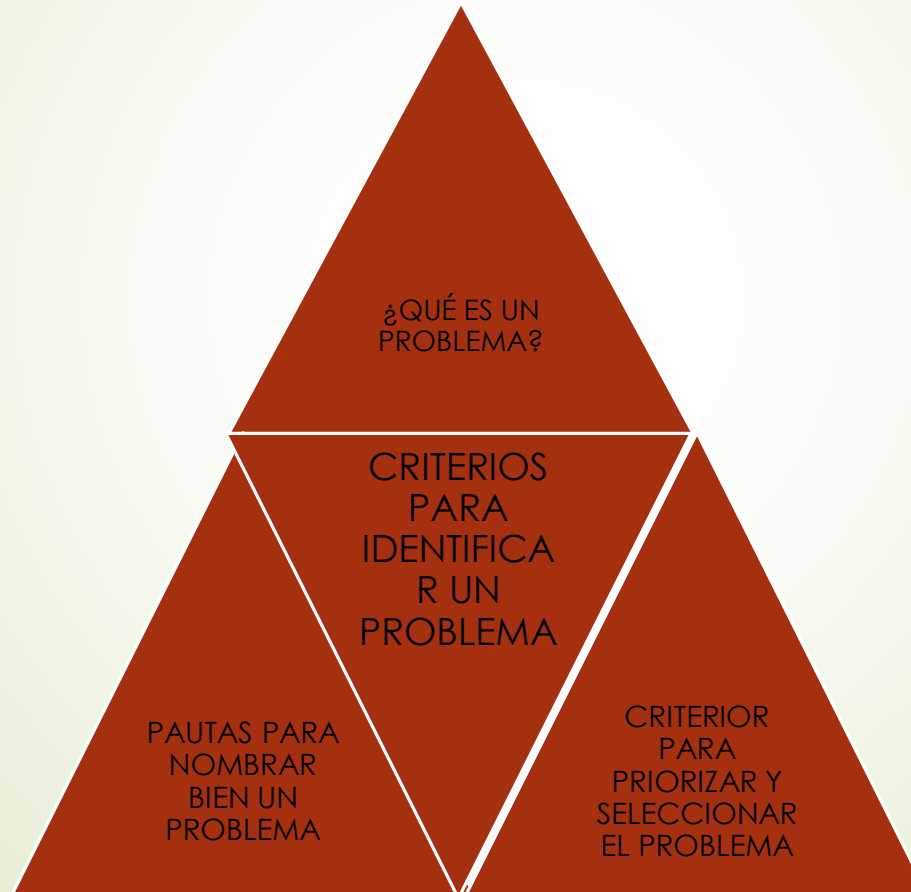 ¿QUÉ ES UN
PROBLEMA?
CRITERIOS
PARA
IDENTIFICA
R UN
PROBLEMA
PAUTAS PARA
NOMBRAR
BIEN UN
PROBLEMA
CRITERIOR
PARA
PRIORIZAR Y
SELECCIONAR
EL PROBLEMA